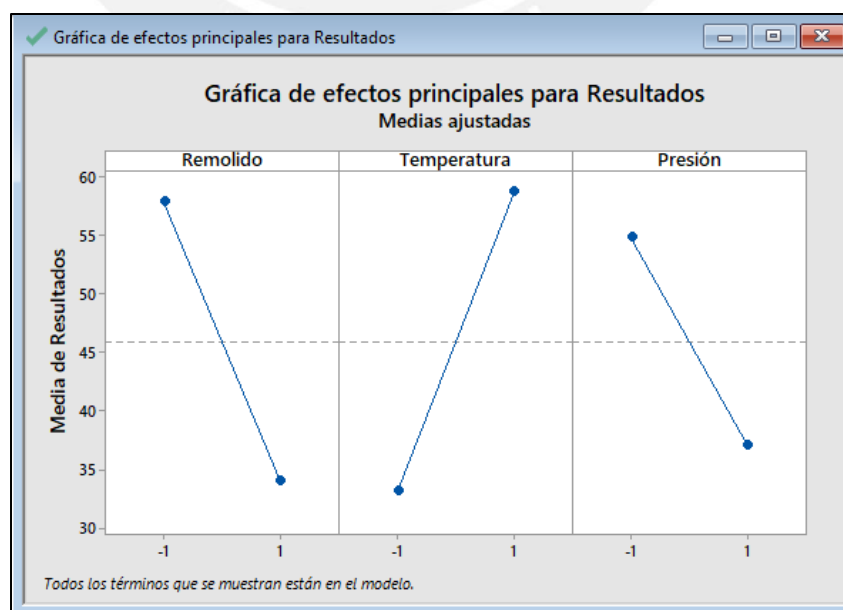 Gráfica de efectos principales para Resultados
Gráfica de efectos principales para Resultados
Medias ajustadas
Remolido Temperatura Presión
Media de Resultados
60
55
50
45
40
35
30
-1 1 -1 1 -1 1
Todos los términos que se muestran están en el modelo.